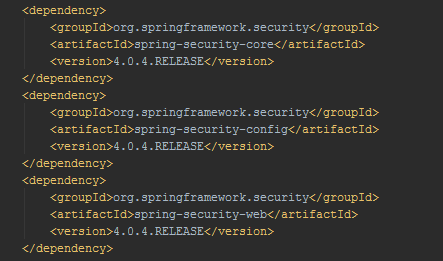 <dependency>
<groupId>org.springframework.security</groupId>
<artifactId>spring-security-core</artifactId>
<version>4.0.4.RELEASE</version>
</dependency>
<dependency>
<groupId>org.springframework.security</groupId>
<artifactId>spring-security-config</artifactId>
<version>4.0.4.RELEASE</version>
</dependency>
<dependency>
<groupId>org.springframework.security</groupId>
<artifactId>spring-security-web</artifactId>
<version>4.0.4.RELEASE</version>
</dependency>